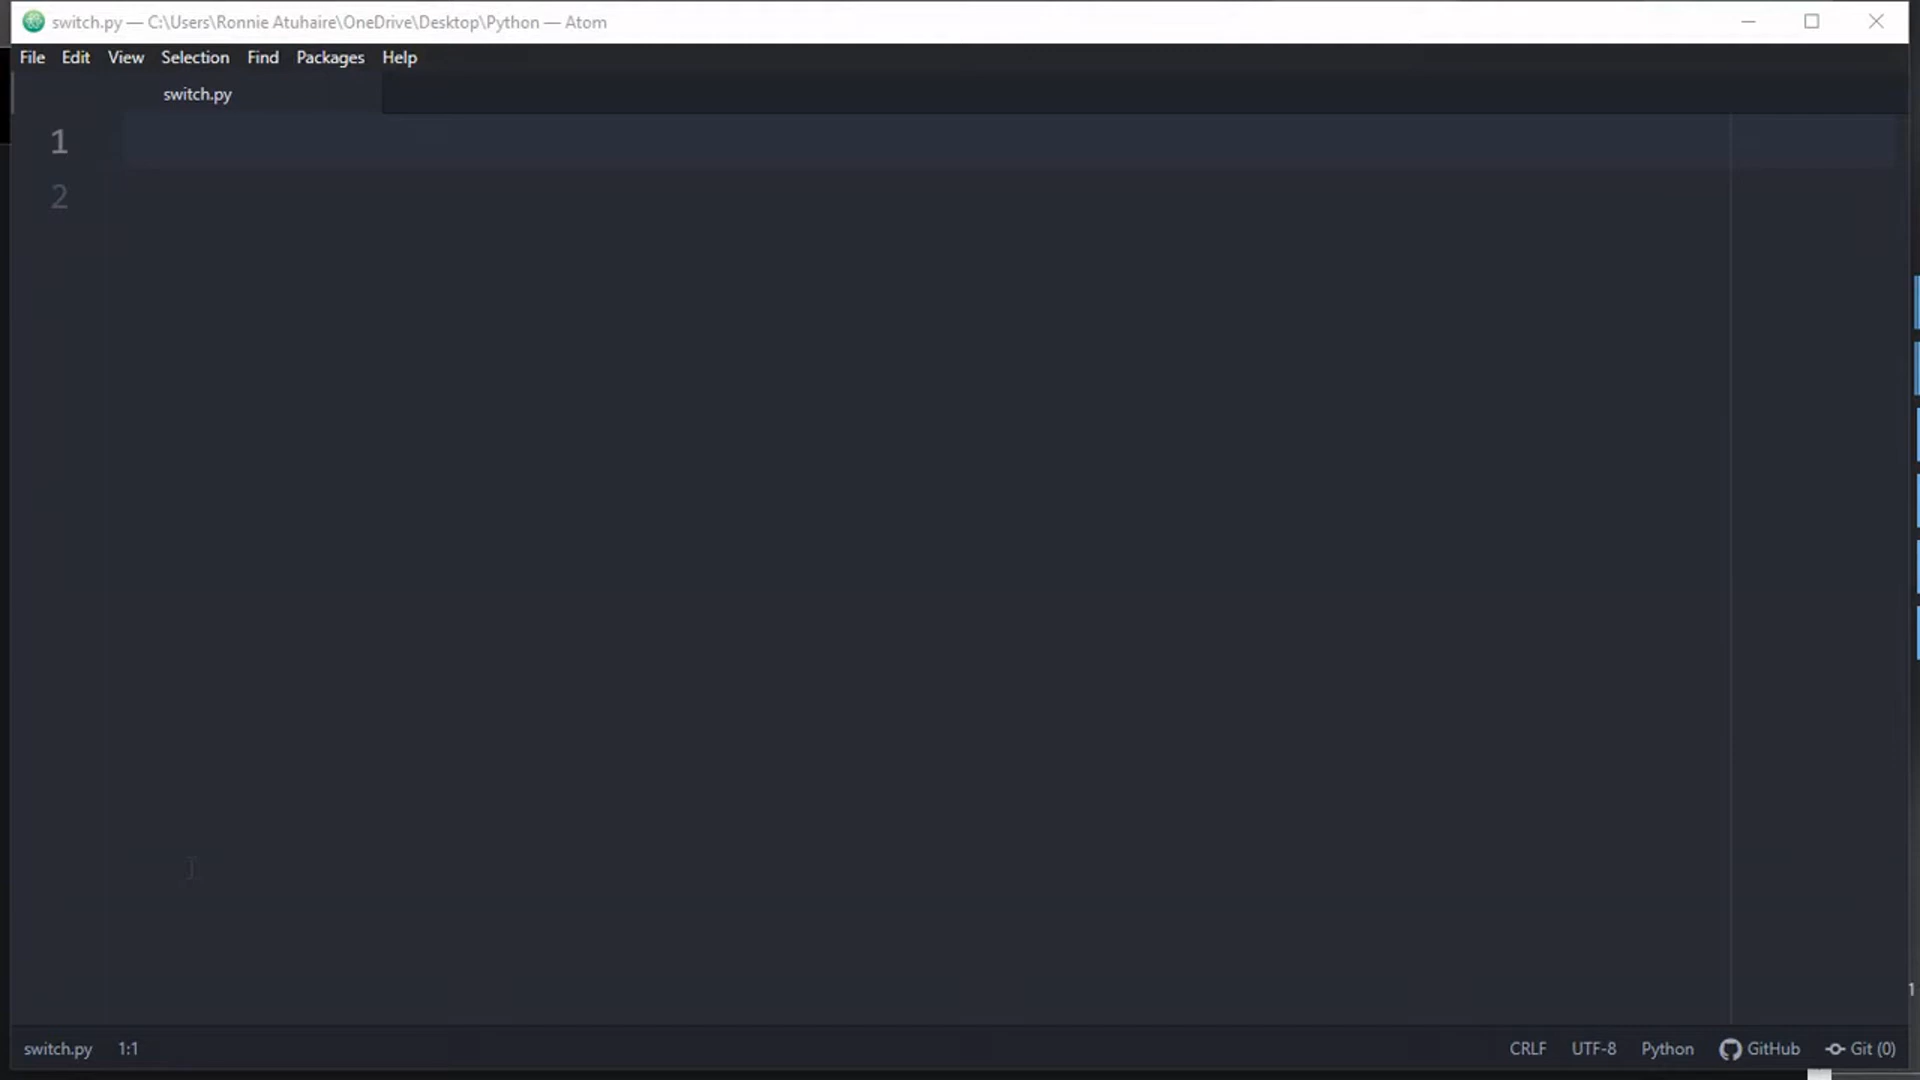 switch.py — C:\Users\Ronnie Atuhaire\OneDrive\Desktop\Python — Atom
File Edit View Selection Find Packages Help
switch.py
1
2
1
switch.py 1:1 CRLF UTF-8 Python GitHub Git (0)